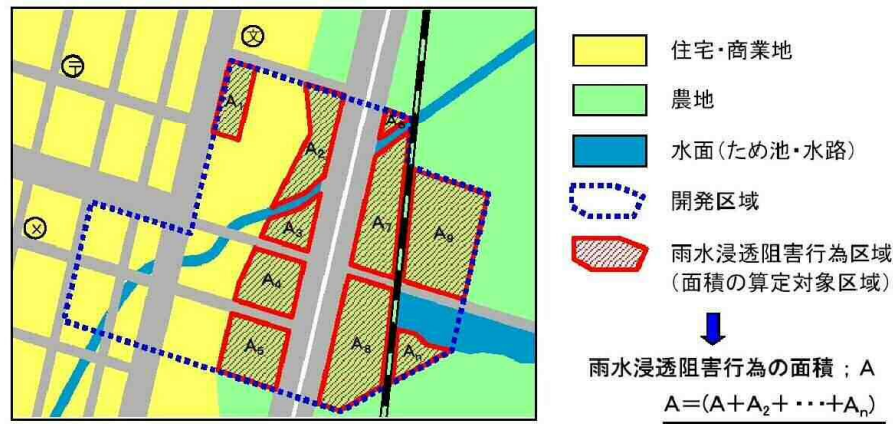 文
〒
×
A1
A2
A3
A4
A5
A6
A7
A8
A9
An
住宅・商業地
農地
水面(ため池・水路)
開発区域
雨水浸透阻害行為区域
(面積の算定対象区域)
雨水浸透阻害行為の面積；A
A=(A+A2+・・・+An)